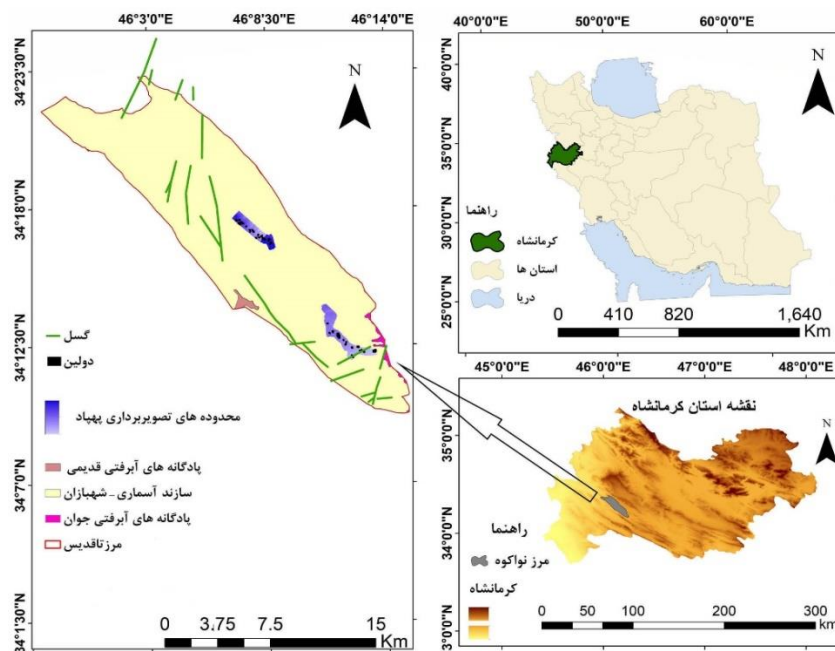 46°3'0"E 46°8'30"E 46°14'0"E
34°23'30"N
34°18'0"N
34°12'30"N
34°7'0"N
34°1'30"N
N
گسل
دولین
محدوده های تصویربرداری پهپاد
پادگانه های آبرفتی قدیمی
سازند آسماری - شهبازان
پادگانه های آبرفتی جوان
مرزتاقدیس
0 3.75 7.5 15
Km
40°0'0"E 50°0'0"E 60°0'0"E
40°0'0"N
35°0'0"N
30°0'0"N
25°0'0"N
N
راهنما
کرمانشاه
استان ها
دریا
0 410 820 1,640
Km
45°0'0"E 46°0'0"E 47°0'0"E 48°0'0"E
35°0'0"N
34°0'0"N
3°0'0"N
نقشه استان کرمانشاه
N
راهنما
مرز نواکوه
کرمانشاه
0 50 100 200 300
km